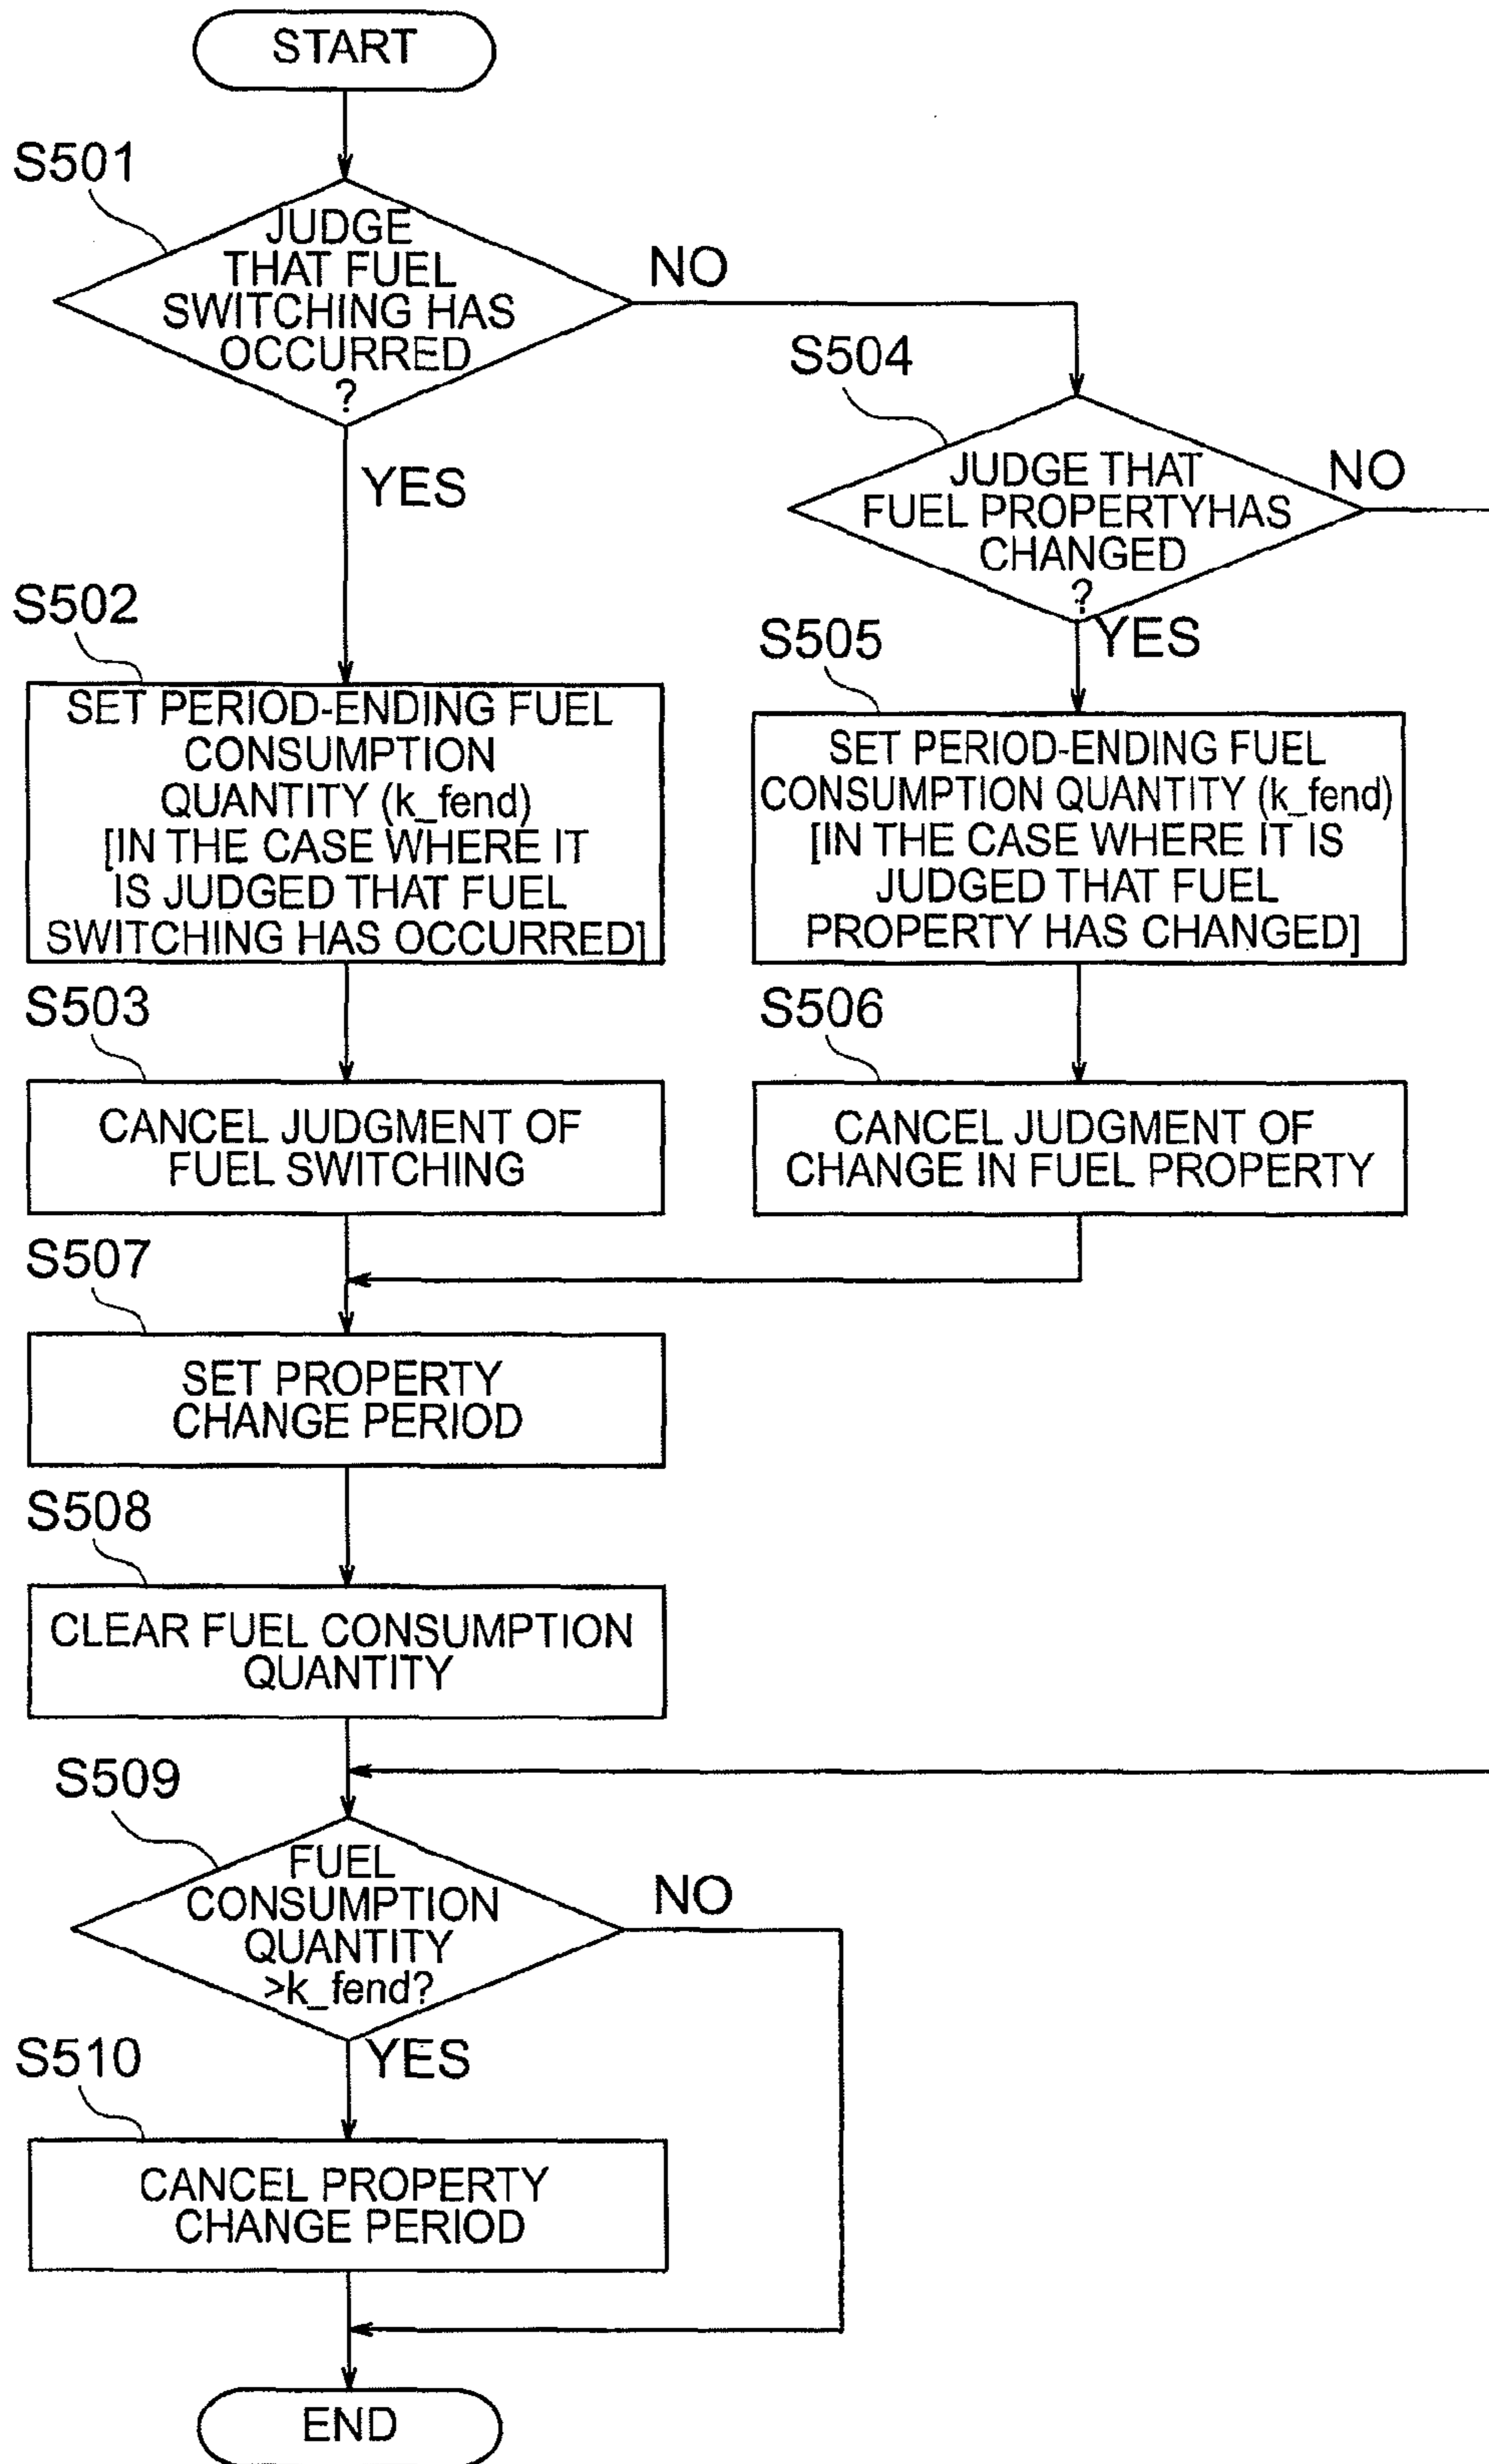 START
S501
JUDGE
THAT FUEL
SWITCHING HAS
OCCURRED
?
NO
YES
S504
JUDGE THAT
FUEL PROPERTYHAS
CHANGED
?
NO
YES
S502
SET PERIOD-ENDING FUEL
CONSUMPTION
QUANTITY (k_fend)
[IN THE CASE WHERE IT
IS JUDGED THAT FUEL
SWITCHING HAS OCCURRED]
S505
SET PERIOD-ENDING FUEL
CONSUMPTION QUANTITY (k_fend)
[IN THE CASE WHERE IT IS
JUDGED THAT FUEL
PROPERTY HAS CHANGED]
S503
CANCEL JUDGMENT OF
FUEL SWITCHING
S506
CANCEL JUDGMENT OF
CHANGE IN FUEL PROPERTY
S507
SET PROPERTY
CHANGE PERIOD
S508
CLEAR FUEL CONSUMPTION
QUANTITY
S509
FUEL
CONSUMPTION
QUANTITY
>k_fend?
NO
YES
S510
CANCEL PROPERTY
CHANGE PERIOD
END